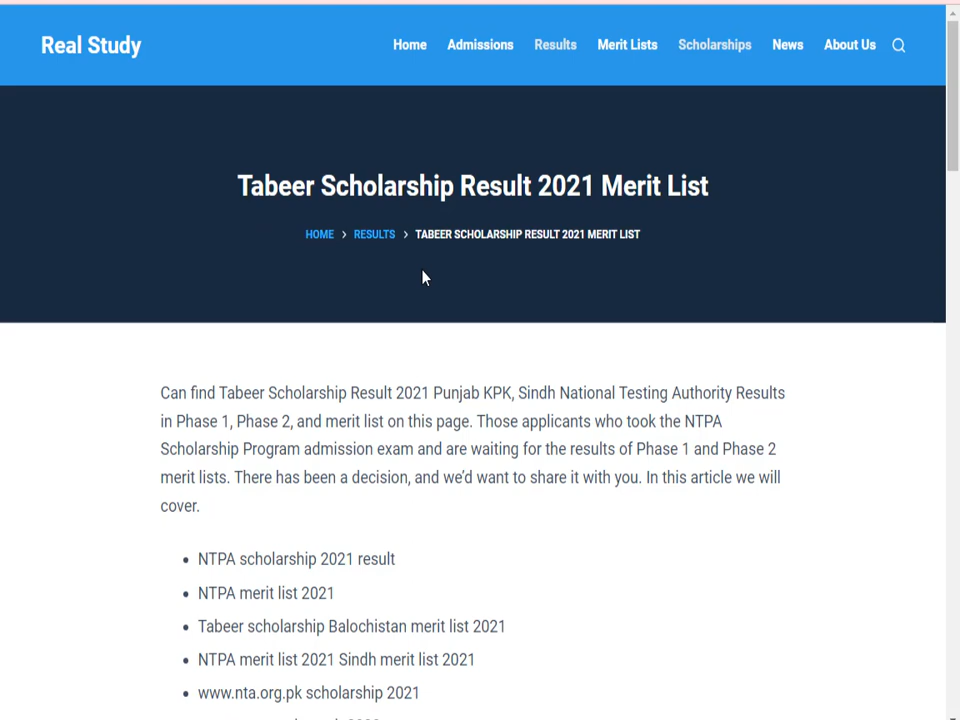 Real Study
Home Admissions Results Merit Lists Scholarships News About Us
Tabeer Scholarship Result 2021 Merit List
HOME > RESULTS > TABEER SCHOLARSHIP RESULT 2021 MERIT LIST
Can find Tabeer Scholarship Result 2021 Punjab KPK, Sindh National Testing Authority Results
in Phase 1, Phase 2, and merit list on this page. Those applicants who took the NTPA
Scholarship Program admission exam and are waiting for the results of Phase 1 and Phase 2
merit lists. There has been a decision, and we’d want to share it with you. In this article we will
cover.
• NTPA scholarship 2021 result
• NTPA merit list 2021
• Tabeer scholarship Balochistan merit list 2021
• NTPA merit list 2021 Sindh merit list 2021
• www.nta.org.pk scholarship 2021